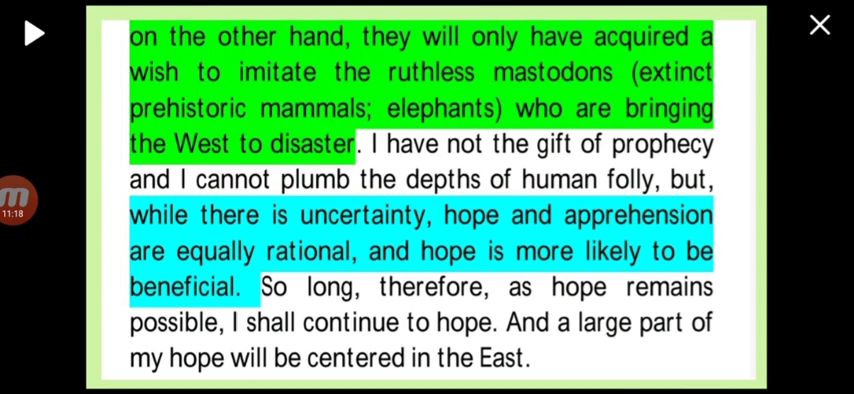 on the other hand, they will only have acquired a
wish to imitate the ruthless mastodons (extinct
prehistoric mammals; elephants) who are bringing
the West to disaster. I have not the gift of prophecy
and I cannot plumb the depths of human folly, but,
while there is uncertainty, hope and apprehension
are equally rational, and hope is more likely to be
beneficial. So long, therefore, as hope remains
possible, I shall continue to hope. And a large part of
my hope will be centered in the East.
11:18